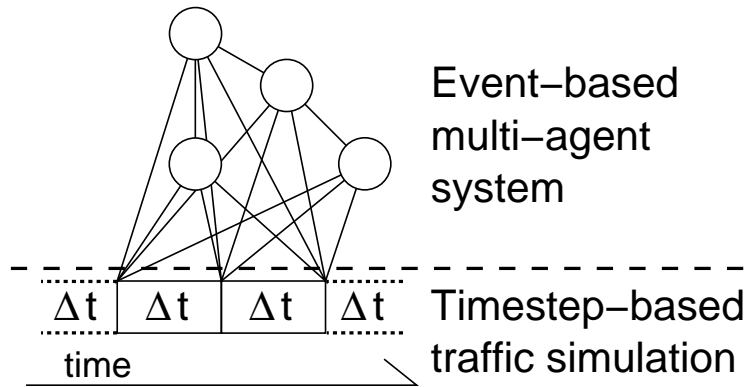 Event−based
multi−agent
system
Δt Δt Δt Δt
Timestep−based
traffic simulation
time